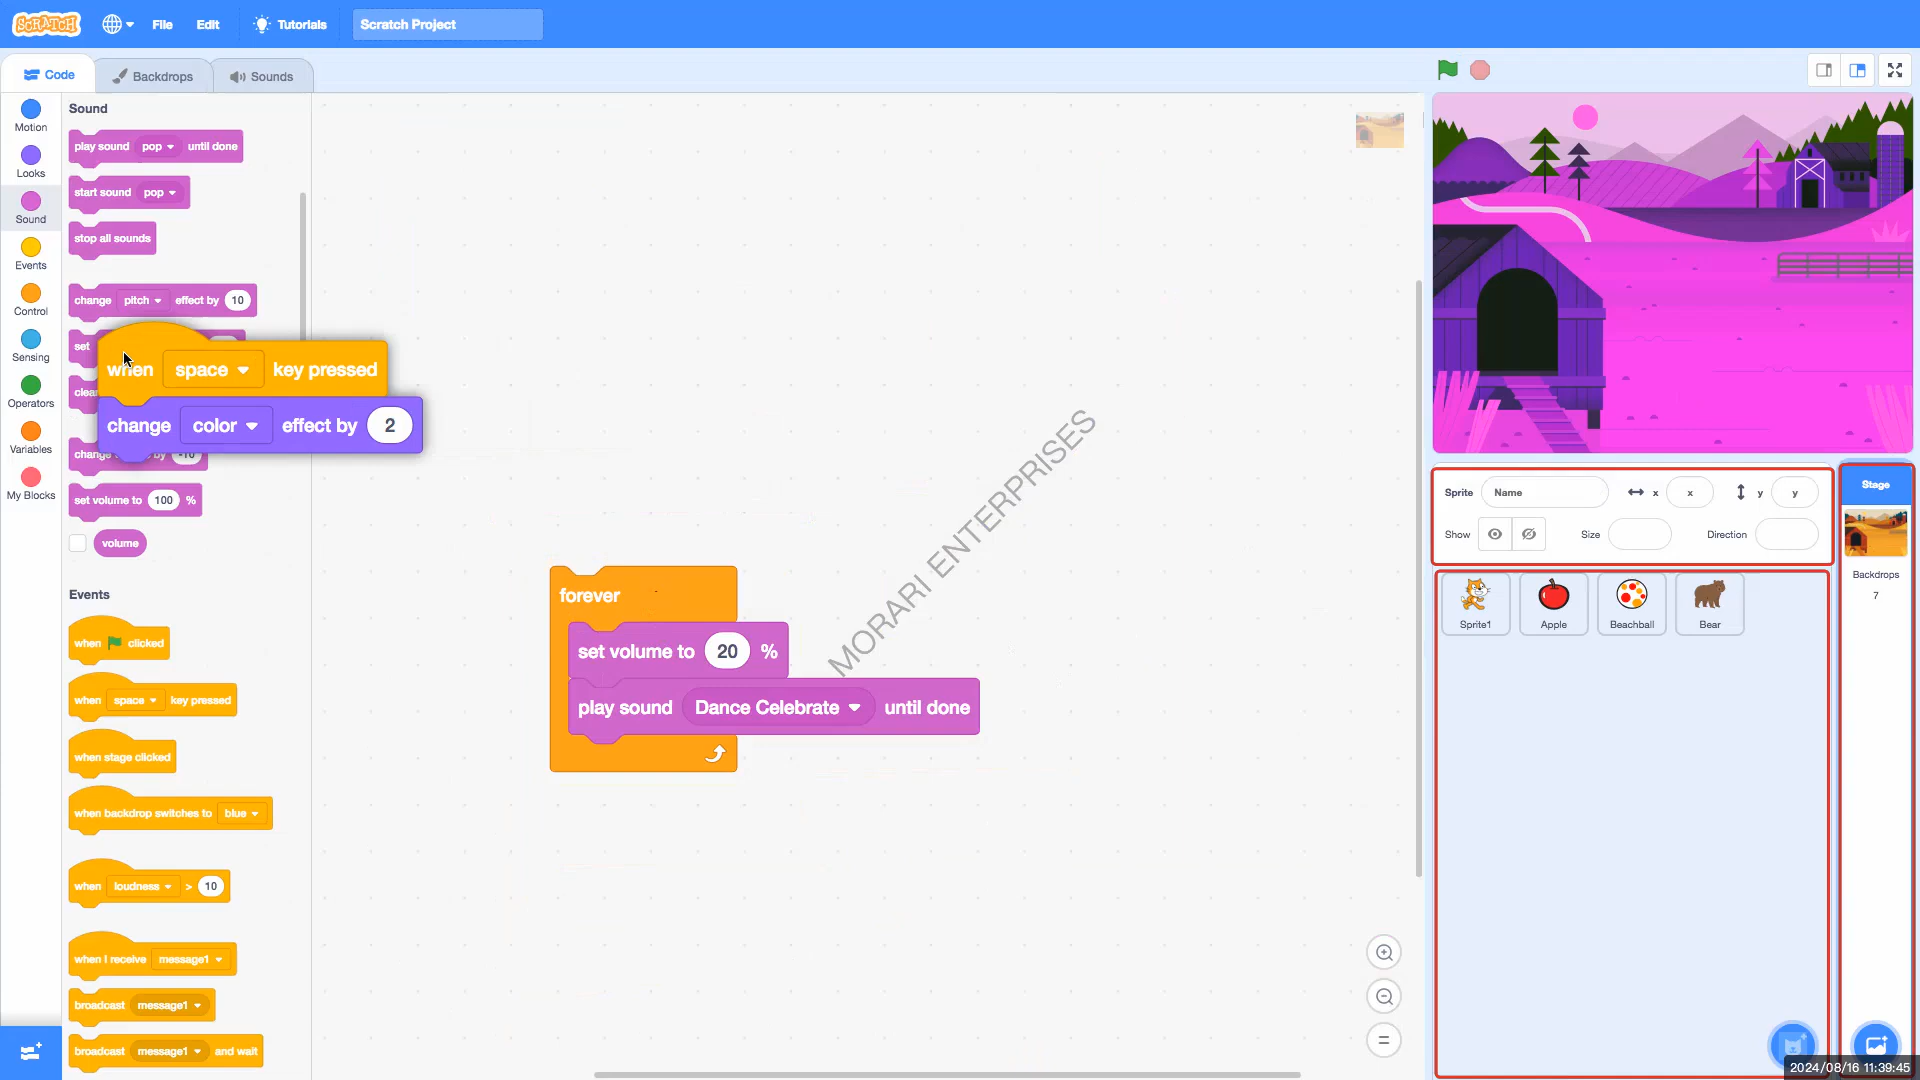 SCRATCH
File
Edit
Tutorials
Scratch Project
Code
Backdrops
Sounds
Motion
Looks
Sound
Events
Control
Sensing
Operators
Variables
My Blocks
Sound
play sound pop until done
start sound pop
stop all sounds
change pitch effect by 10
set
when space key pressed
change color effect by 2
set volume to 100 %
volume
Events
when clicked
when space key pressed
when stage clicked
when backdrop switches to blue
when loudness > 10
when I receive message1
broadcast message1
broadcast message1 and wait
forever
set volume to 20 %
play sound Dance Celebrate until done
MORARI ENTERPRISES
Sprite Name x x y y
Show Size Direction
Sprite1
Apple
Beachball
Bear
Stage
Backdrops
7
2024/08/16 11:39:45